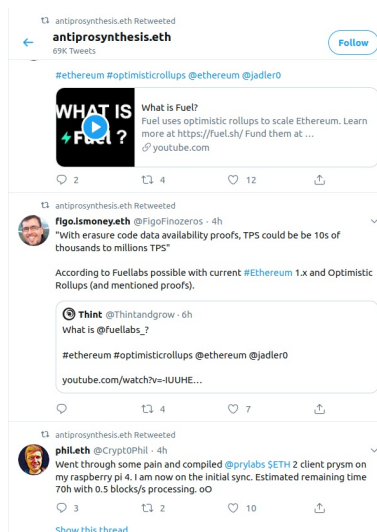 antiprosynthesis.eth Retweeted
antiprosynthesis.eth
69K Tweets
Follow
#ethereum #optimisticrollups @ethereum @jadler0
WHAT IS
FUEL ?
What is Fuel?
Fuel uses optimistic rollups to scale Ethereum. Learn
more at https://fuel.sh/ Fund them at …
youtube.com
2 4 12
antiprosynthesis.eth Retweeted
figo.ismoney.eth @FigoFinozeros · 4h
"With erasure code data availability proofs, TPS could be be 10s of
thousands to millions TPS"
According to Fuellabs possible with current #Ethereum 1.x and Optimistic
Rollups (and mentioned proofs).
Thint @Thintandgrow · 6h
What is @fuellabs_?
#ethereum #optimisticrollups @ethereum @jadler0
youtube.com/watch?v=-IUUHE...
4 7
antiprosynthesis.eth Retweeted
phil.eth @Crypt0Phil · 4h
Went through some pain and compiled @prylabs $ETH 2 client prysm on
my raspberry pi 4. I am now on the initial sync. Estimated remaining time
70h with 0.5 blocks/s processing. oO
3 2 10
Show this thread